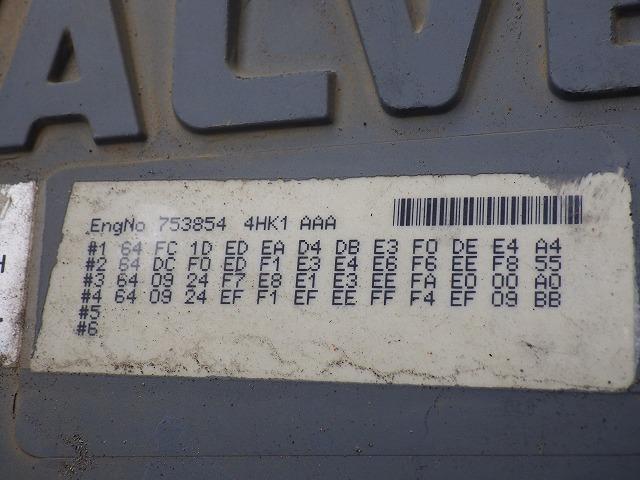 ALVE
EngNo 753854 4HK1 AAA
#1 64 FC 1D ED EA D4 DB E3 F0 DE E4 A4
#2 64 DC F0 ED F1 E3 E4 E6 F6 EE F8 55
#3 64 09 24 F7 E8 E1 E3 EE FA E0 00 A0
#4 64 09 24 EF F1 EF EE FF F4 EF 09 BB
#5
#6
H